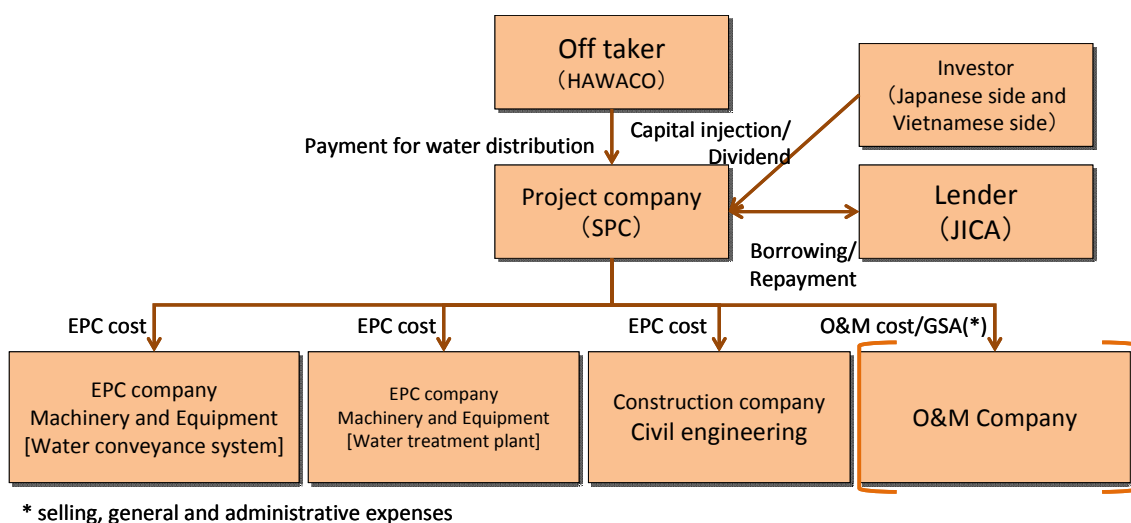 Off taker
（HAWACO）
Investor
（Japanese side and
Vietnamese side）
Payment for water distribution
Capital injection/
Dividend
Project company
（SPC）
Lender
（JICA）
Borrowing/
Repayment
EPC cost
EPC cost
EPC cost
O&M cost/GSA(*)
EPC company
Machinery and Equipment
[Water conveyance system]
EPC company
Machinery and Equipment
[Water treatment plant]
Construction company
Civil engineering
O&M Company
* selling, general and administrative expenses